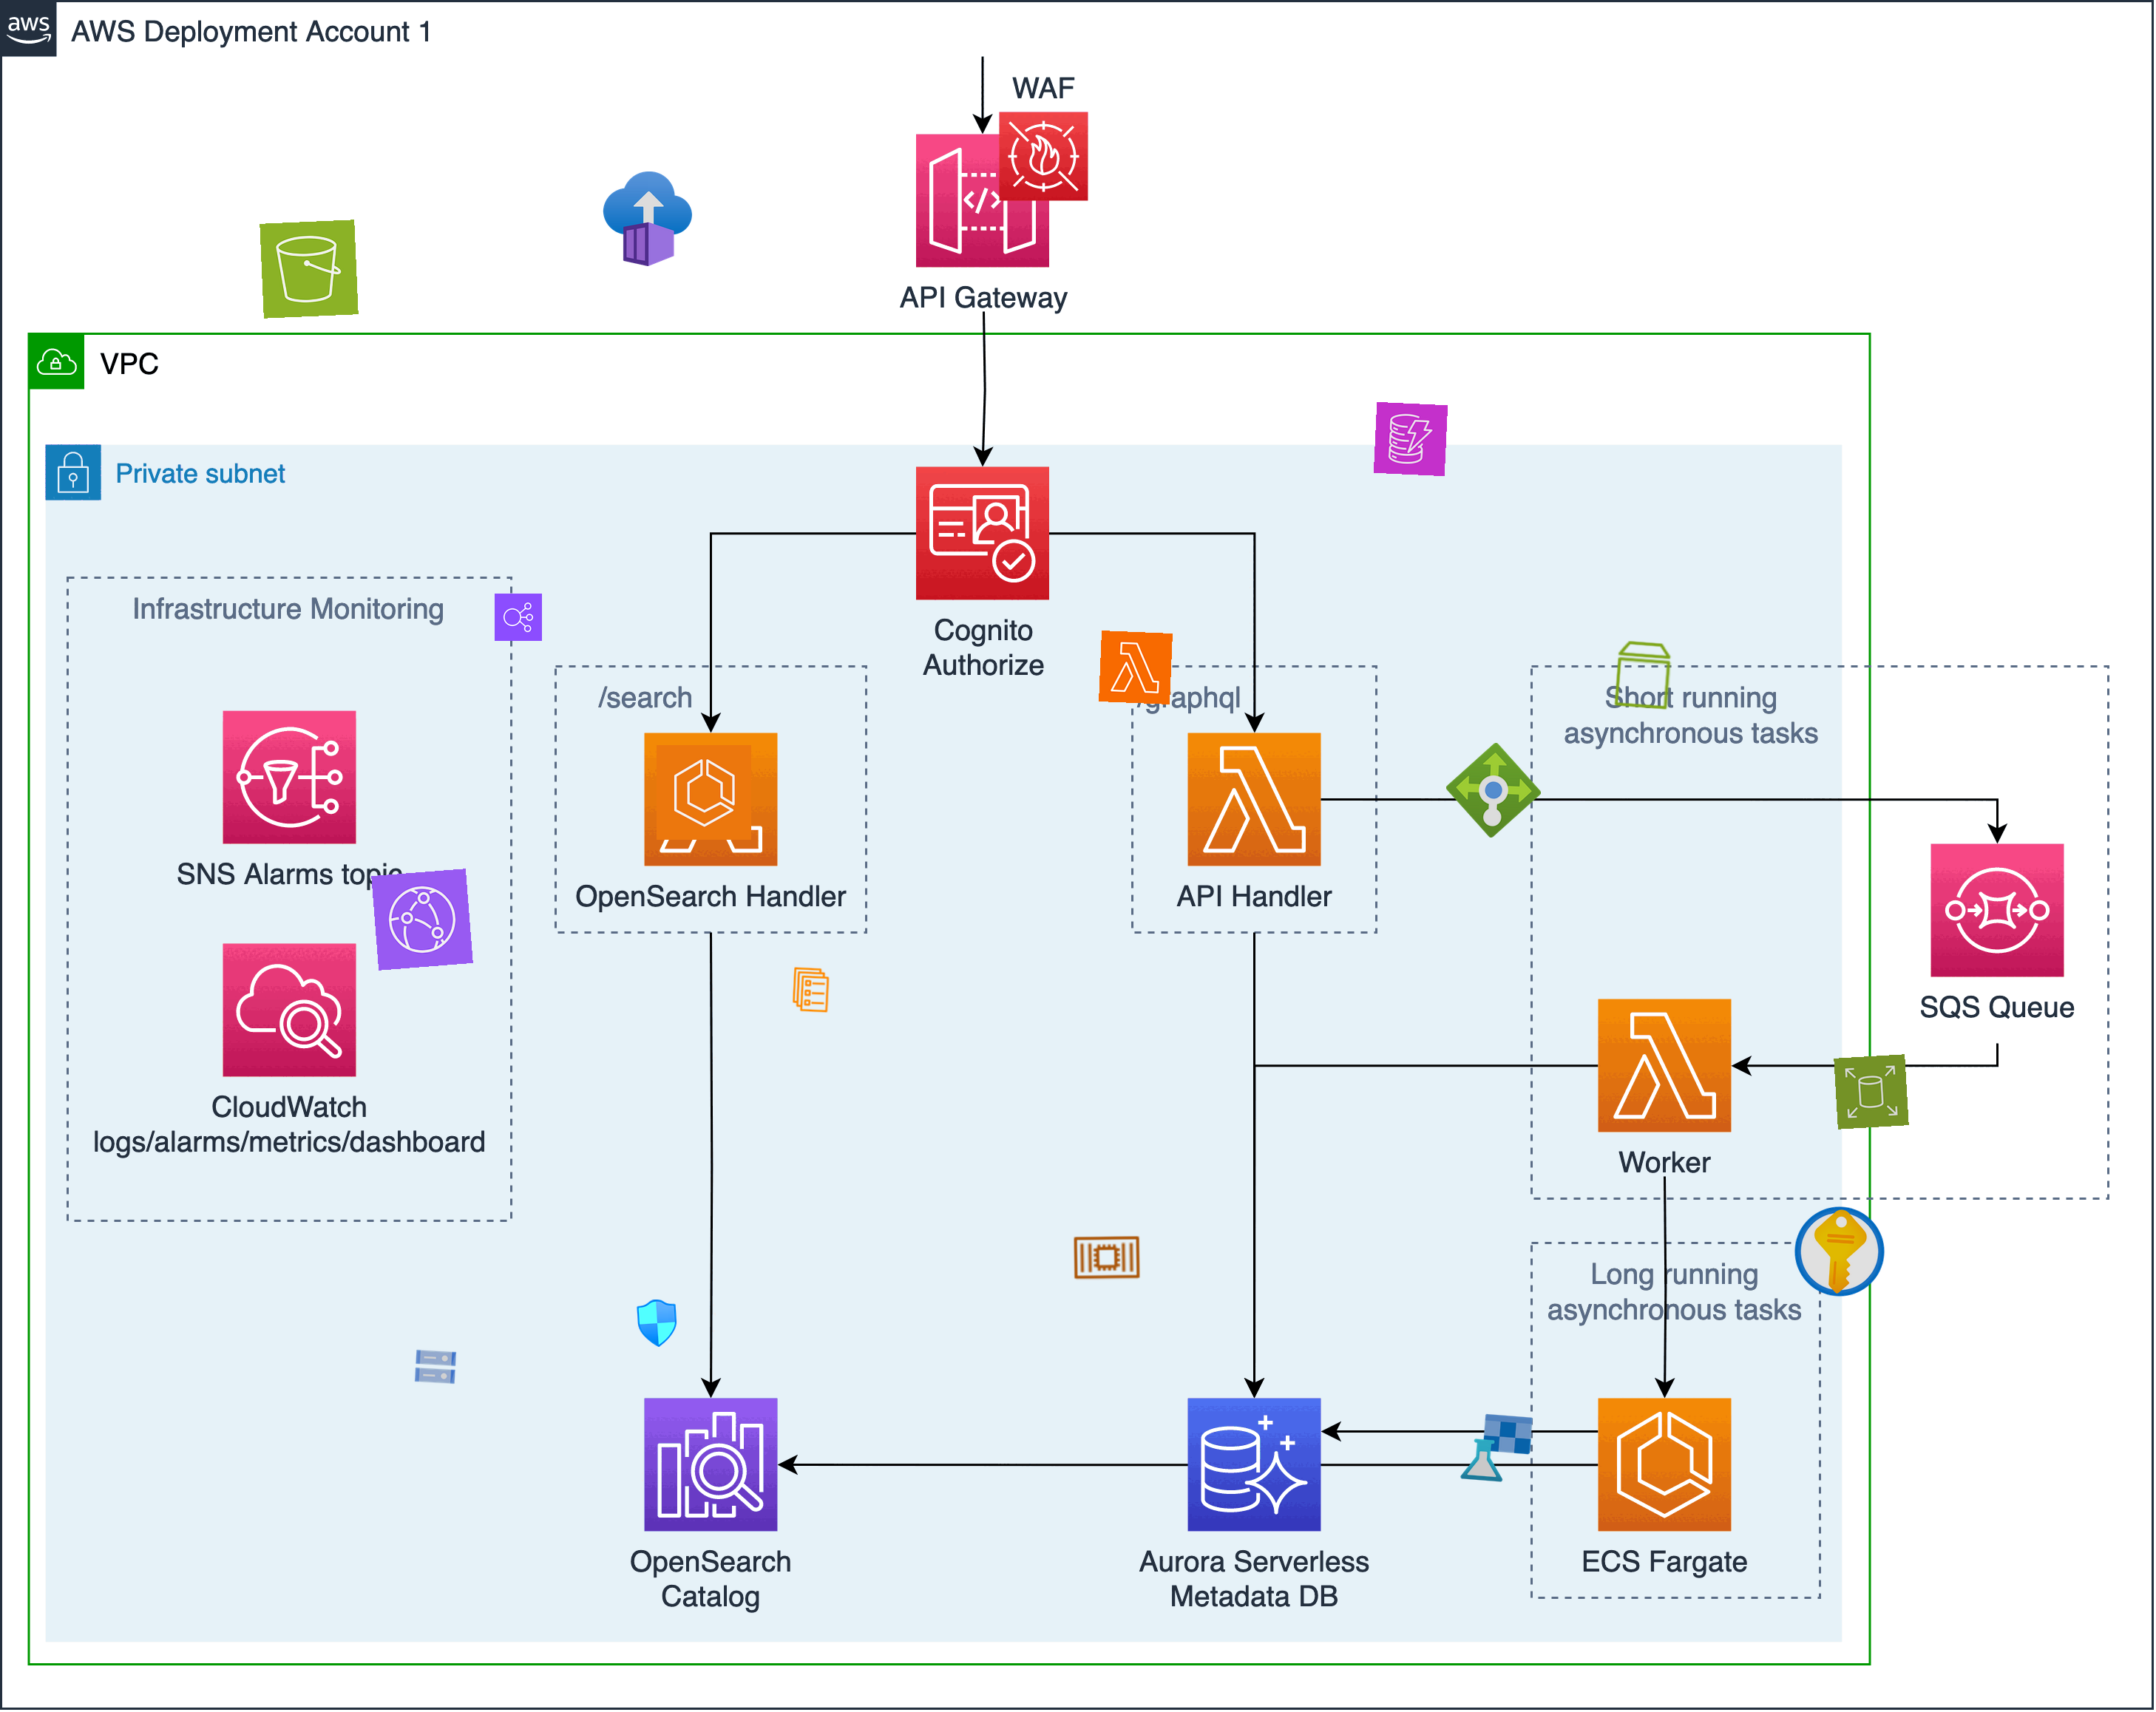 aws
AWS Deployment Account 1
WAF
API Gateway
VPC
Private subnet
Infrastructure Monitoring
Cognito
Authorize
/search
/graphql
Short running
asynchronous tasks
SNS Alarms topic
OpenSearch Handler
API Handler
SQS Queue
CloudWatch
logs/alarms/metrics/dashboard
Worker
Long running
asynchronous tasks
OpenSearch
Catalog
Aurora Serverless
Metadata DB
ECS Fargate